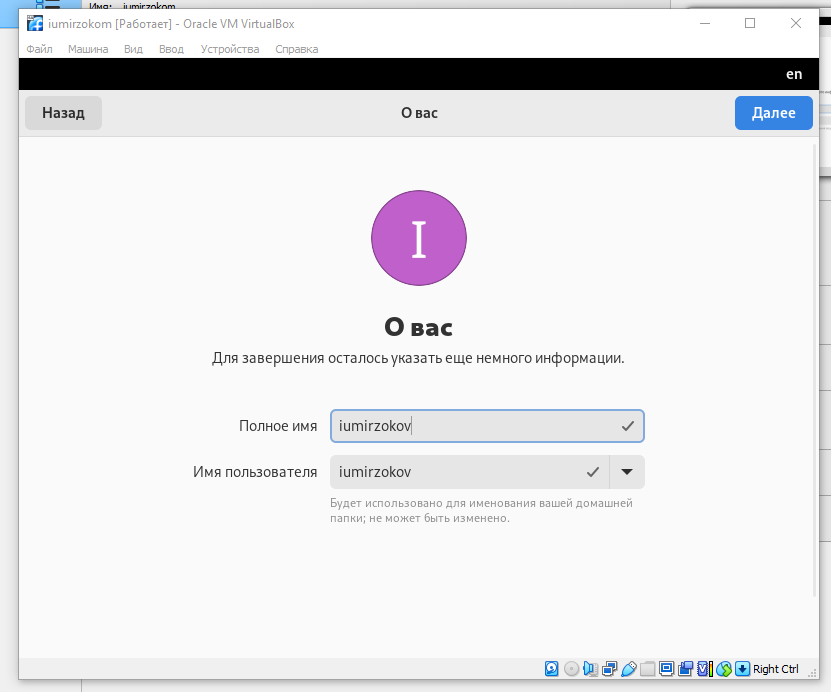 Имя: iumirzokom
iumirzokom [Работает] - Oracle VM VirtualBox
Файл Машина Вид Ввод Устройства Справка
en
Назад О вас Далее
I
О вас
Для завершения осталось указать еще немного информации.
Полное имя iumirzokov
Имя пользователя iumirzokov
Будет использовано для именования вашей домашней
папки; не может быть изменено.
Right Ctrl